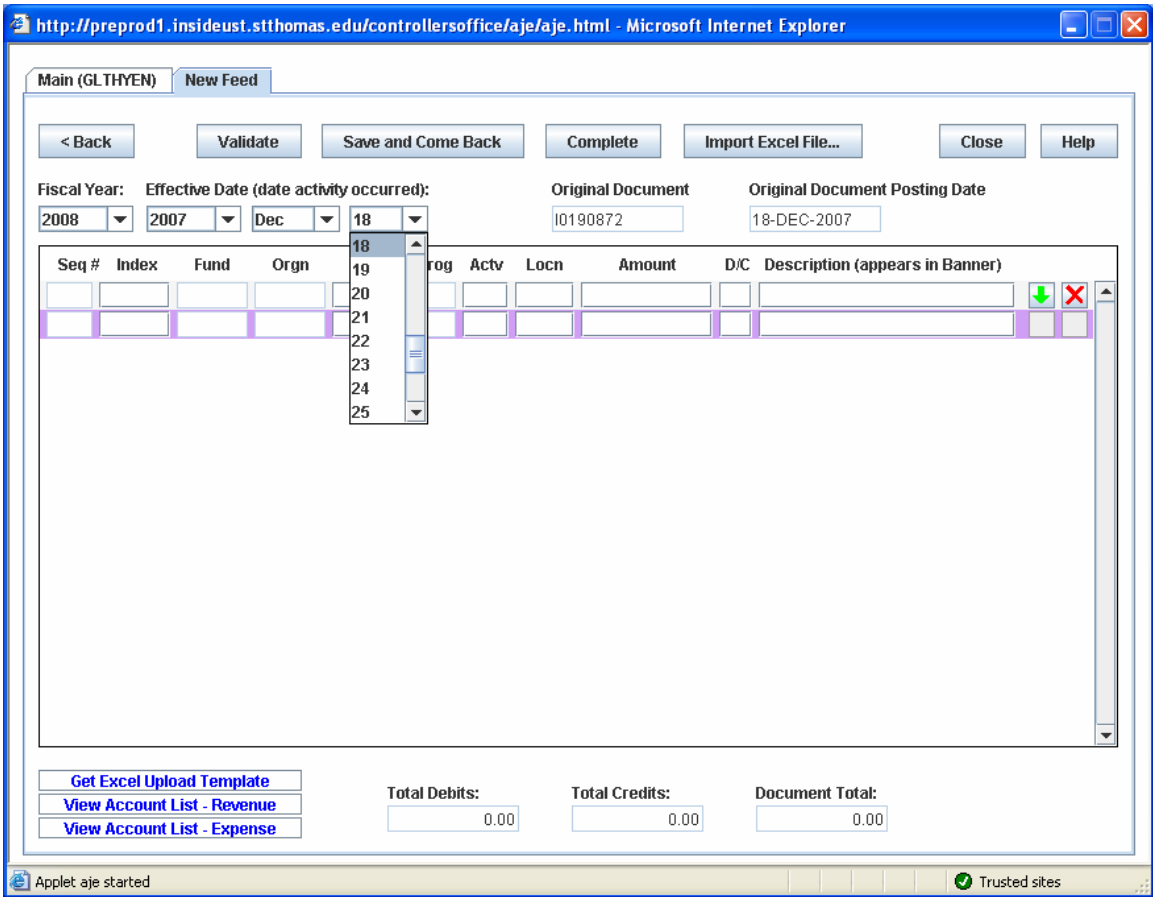 http://preprod1.insideust.stthomas.edu/controllersoffice/aje/aje.html - Microsoft Internet Explorer
Main (GLTHYEN) New Feed
< Back Validate Save and Come Back Complete Import Excel File... Close Help
Fiscal Year: Effective Date (date activity occurred): Original Document Original Document Posting Date
2008 2007 Dec 18 I0190872 18-DEC-2007
18
Seq # Index Fund Orgn rog Actv Locn Amount D/C Description (appears in Banner)
19
20
21
22
23
24
25
Get Excel Upload Template
View Account List - Revenue
View Account List - Expense
Total Debits: Total Credits: Document Total:
0.00 0.00 0.00
Applet aje started Trusted sites